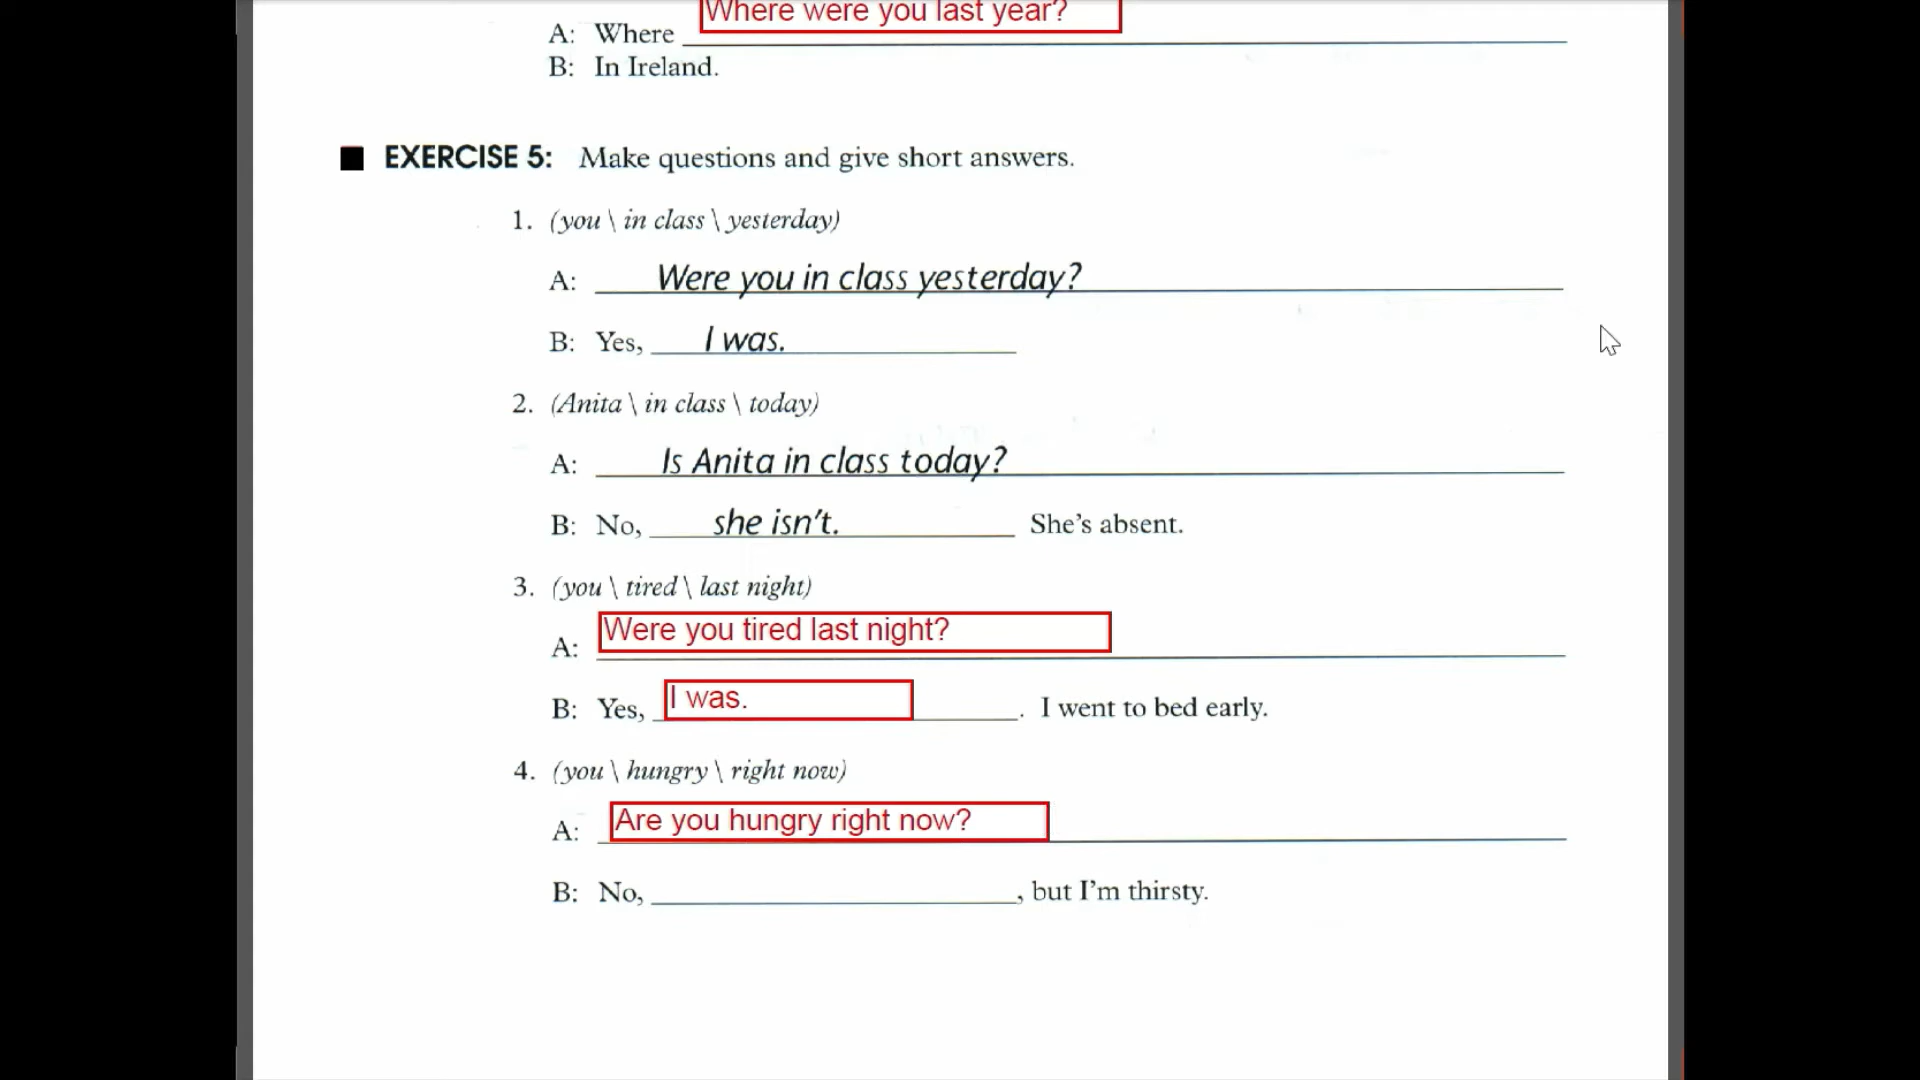 Where were you last year?
A: Where
B: In Ireland.
■ EXERCISE 5: Make questions and give short answers.
1. (you \ in class \ yesterday)
A: Were you in class yesterday?
B: Yes, I was.
2. (Anita \ in class \ today)
A: Is Anita in class today?
B: No, she isn't. She's absent.
3. (you \ tired \ last night)
A: Were you tired last night?
B: Yes, I was. . I went to bed early.
4. (you \ hungry \ right now)
A: Are you hungry right now?
B: No, , but I'm thirsty.